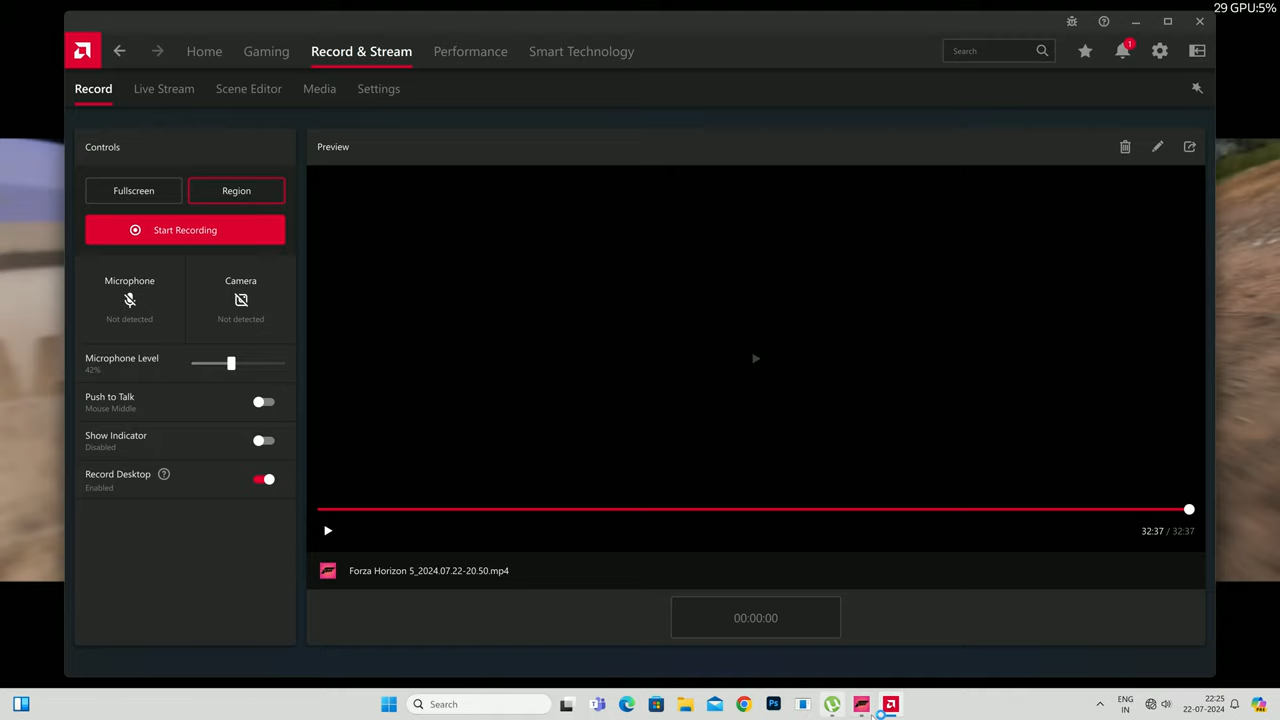 29 GPU:5%
Home Gaming Record & Stream Performance Smart Technology Search 1
Record Live Stream Scene Editor Media Settings
Controls
Fullscreen Region
Start Recording
Microphone Camera
Not detected Not detected
Microphone Level
42%
Push to Talk
Mouse Middle
Show Indicator
Disabled
Record Desktop ?
Enabled
Preview
32:37 / 32:37
Forza Horizon 5_2024.07.22-20.50.mp4
00:00:00
Search Ps ENG 22:25
IN 22-07-2024